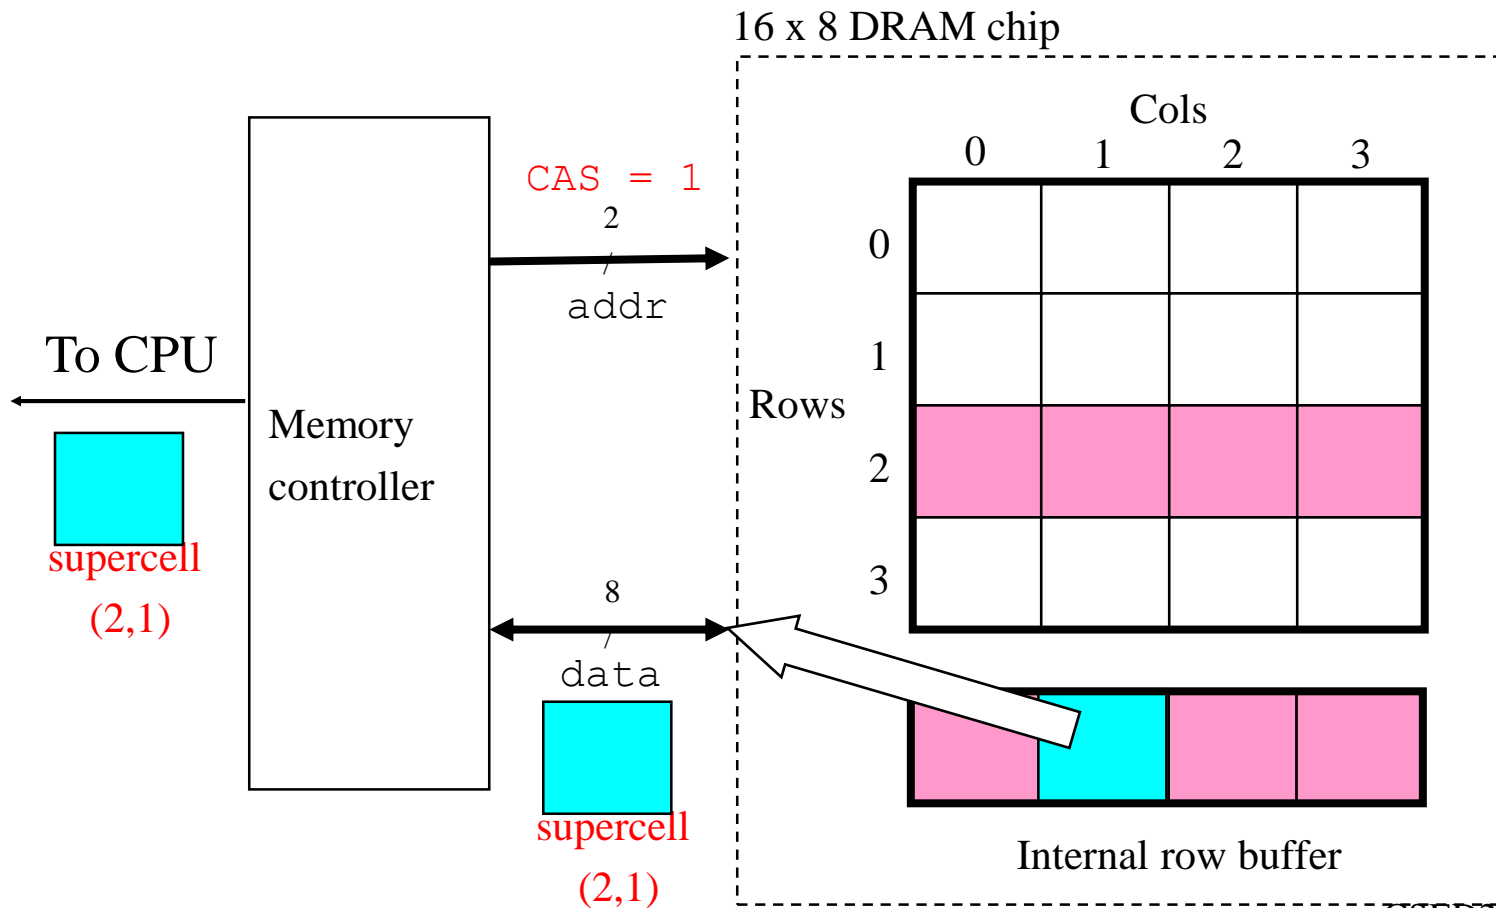 16 x 8 DRAM chip
Cols
0 1 2 3
CAS = 1
2
addr
0
1
Rows
2
3
To CPU
Memory
controller
supercell
(2,1)
8
data
supercell
(2,1)
Internal row buffer